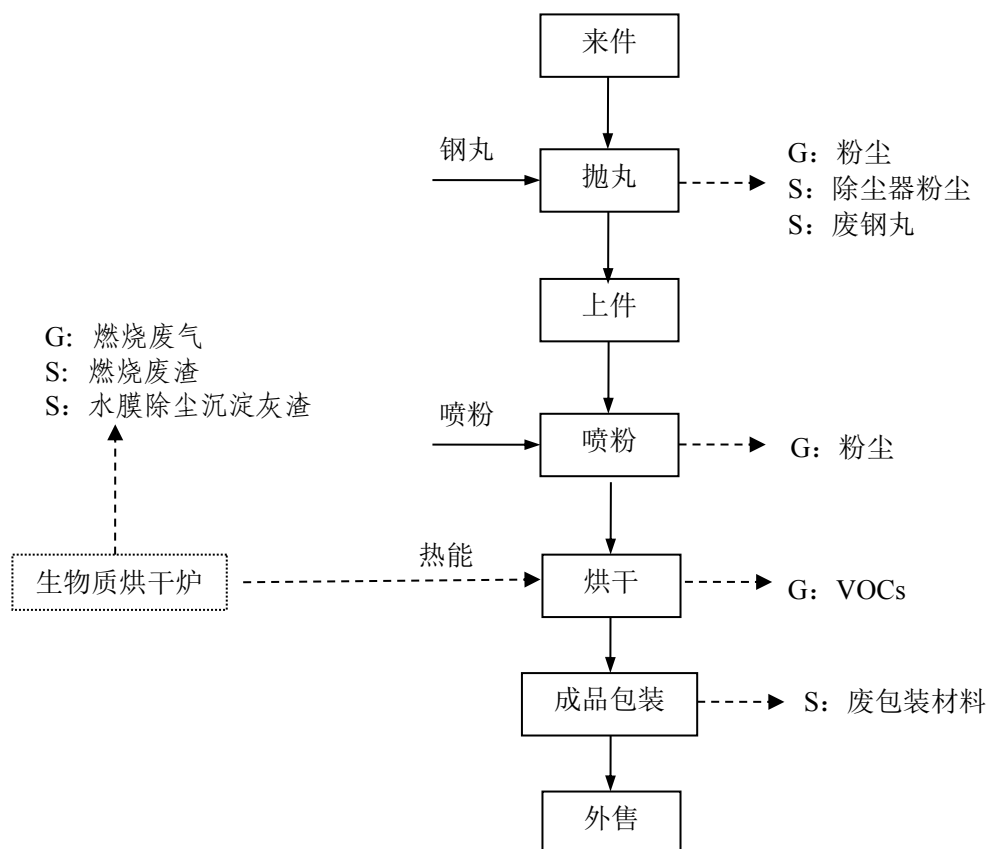 来件
钢丸
抛丸
G：粉尘
S：除尘器粉尘
S：废钢丸
上件
G：燃烧废气
S：燃烧废渣
S：水膜除尘沉淀灰渣
喷粉
喷粉
G：粉尘
生物质烘干炉
热能
烘干
G：VOCs
成品包装
S：废包装材料
外售